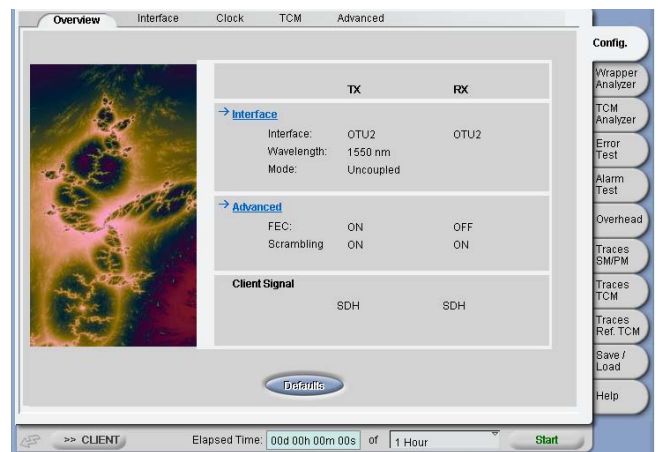 Overview Interface Clock TCM Advanced
TX RX
→ Interface
Interface: OTU2 OTU2
Wavelength: 1550 nm
Mode: Uncoupled
→ Advanced
FEC: ON OFF
Scrambling ON ON
Client Signal
SDH SDH
Defaults
>> CLIENT Elapsed Time: 00d 00h 00m 00s of 1 Hour Start
Config.
Wrapper
Analyzer
TCM
Analyzer
Error
Test
Alarm
Test
Overhead
Traces
SM/PM
Traces
TCM
Traces
Ref. TCM
Save /
Load
Help